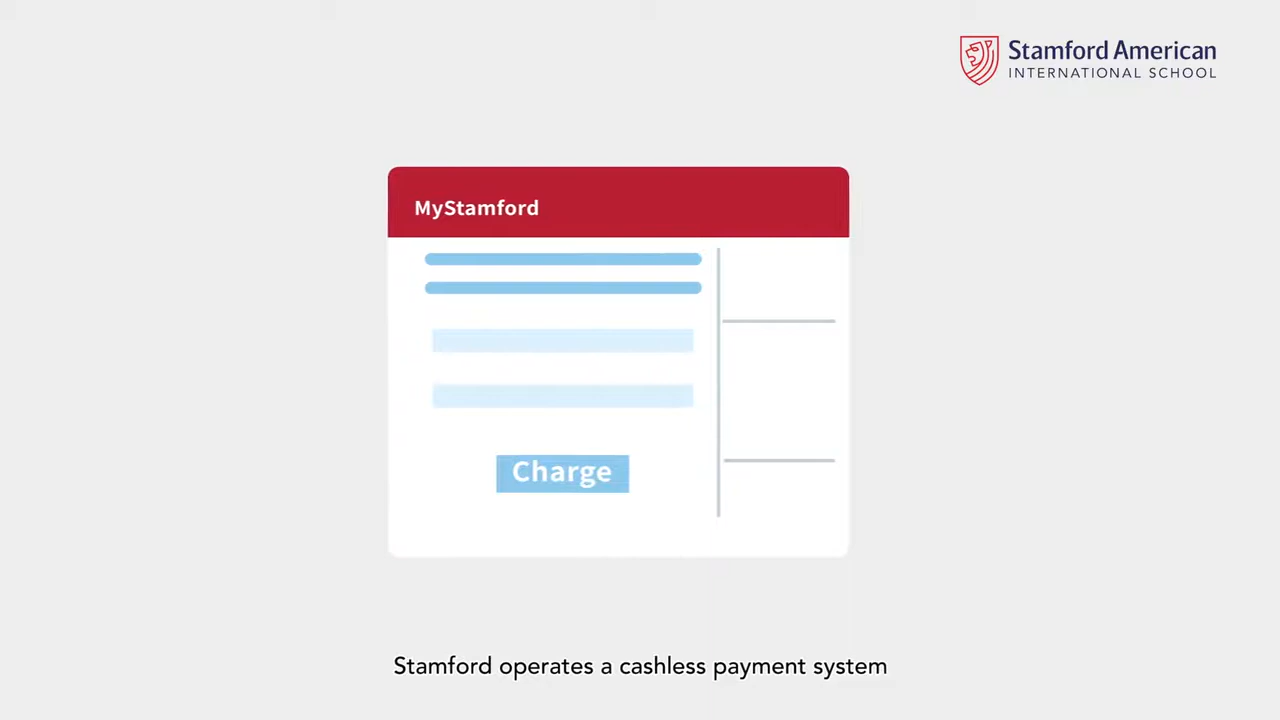 Stamford American
INTERNATIONAL SCHOOL
MyStamford
Charge
Stamford operates a cashless payment system